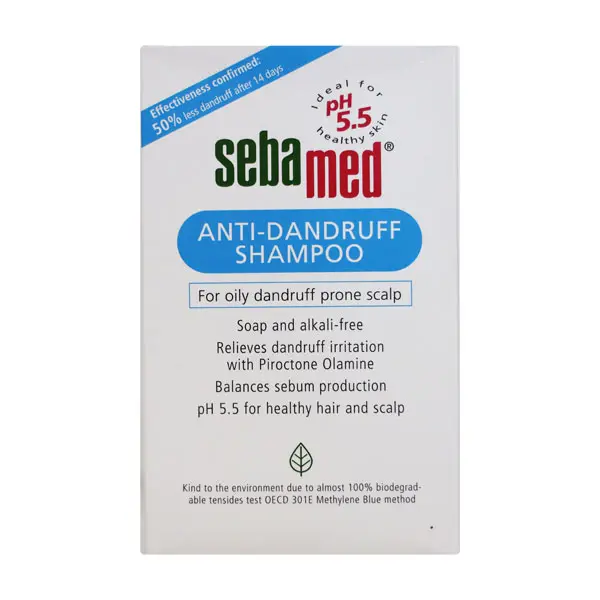 Effectiveness confirmed:
50% less dandruff after 14 days
ideal for
pH
5.5
healthy skin
sebamed®
ANTI-DANDRUFF
SHAMPOO
For oily dandruff prone scalp
Soap and alkali-free
Relieves dandruff irritation
with Piroctone Olamine
Balances sebum production
pH 5.5 for healthy hair and scalp
Kind to the environment due to almost 100% biodegrad-
able tensides test OECD 301E Methylene Blue method